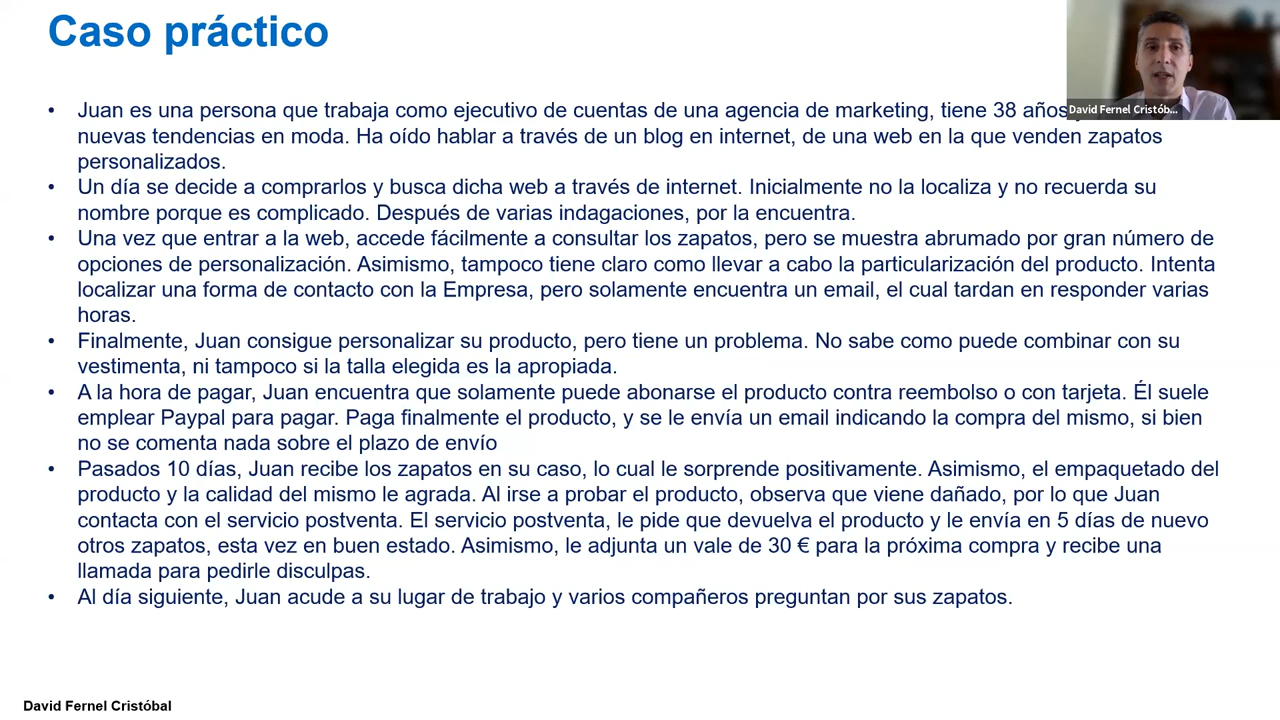 Caso práctico
David Fernel Cristób...
• Juan es una persona que trabaja como ejecutivo de cuentas de una agencia de marketing, tiene 38 años
nuevas tendencias en moda. Ha oído hablar a través de un blog en internet, de una web en la que venden zapatos
personalizados.
• Un día se decide a comprarlos y busca dicha web a través de internet. Inicialmente no la localiza y no recuerda su
nombre porque es complicado. Después de varias indagaciones, por la encuentra.
• Una vez que entrar a la web, accede fácilmente a consultar los zapatos, pero se muestra abrumado por gran número de
opciones de personalización. Asimismo, tampoco tiene claro como llevar a cabo la particularización del producto. Intenta
localizar una forma de contacto con la Empresa, pero solamente encuentra un email, el cual tardan en responder varias
horas.
• Finalmente, Juan consigue personalizar su producto, pero tiene un problema. No sabe como puede combinar con su
vestimenta, ni tampoco si la talla elegida es la apropiada.
• A la hora de pagar, Juan encuentra que solamente puede abonarse el producto contra reembolso o con tarjeta. Él suele
emplear Paypal para pagar. Paga finalmente el producto, y se le envía un email indicando la compra del mismo, si bien
no se comenta nada sobre el plazo de envío
• Pasados 10 días, Juan recibe los zapatos en su caso, lo cual le sorprende positivamente. Asimismo, el empaquetado del
producto y la calidad del mismo le agrada. Al irse a probar el producto, observa que viene dañado, por lo que Juan
contacta con el servicio postventa. El servicio postventa, le pide que devuelva el producto y le envía en 5 días de nuevo
otros zapatos, esta vez en buen estado. Asimismo, le adjunta un vale de 30 € para la próxima compra y recibe una
llamada para pedirle disculpas.
• Al día siguiente, Juan acude a su lugar de trabajo y varios compañeros preguntan por sus zapatos.
David Fernel Cristóbal